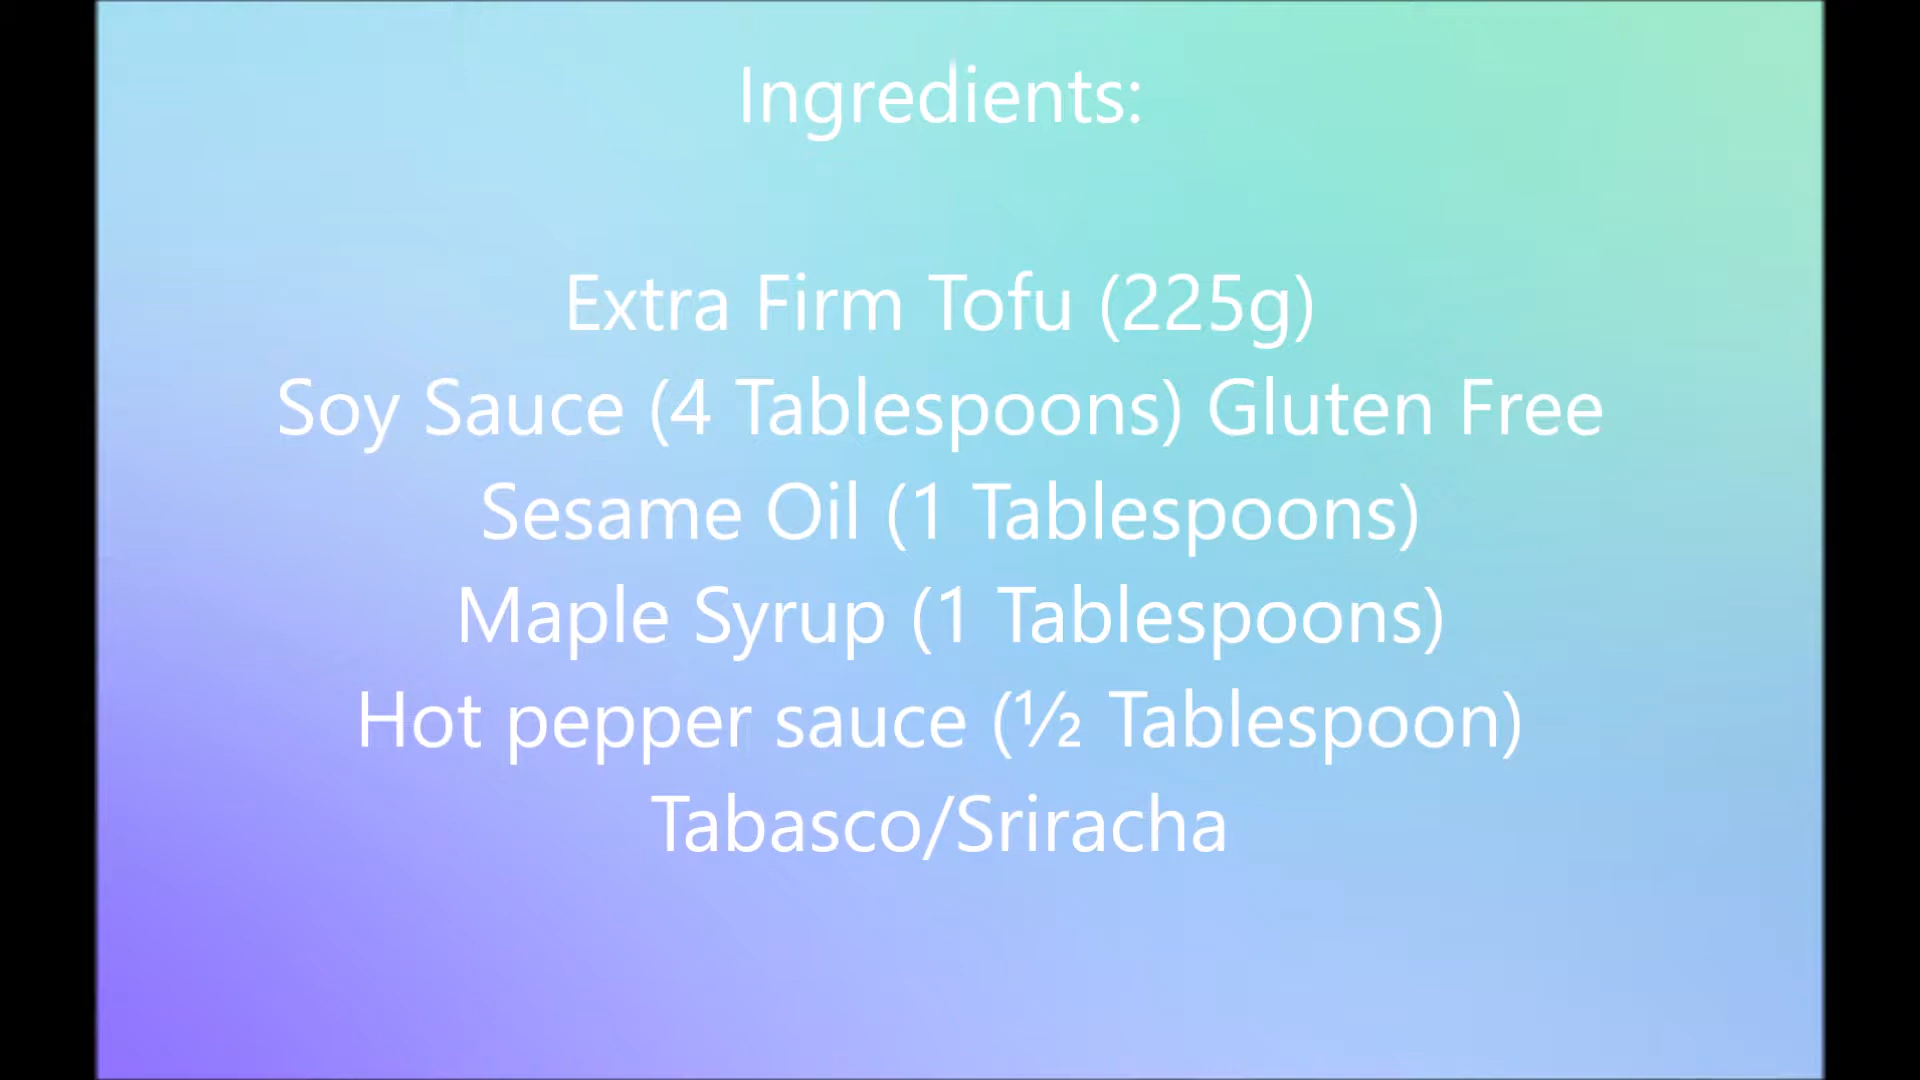 Ingredients:
Extra Firm Tofu (225g)
Soy Sauce (4 Tablespoons) Gluten Free
Sesame Oil (1 Tablespoons)
Maple Syrup (1 Tablespoons)
Hot pepper sauce (½ Tablespoon)
Tabasco/Sriracha